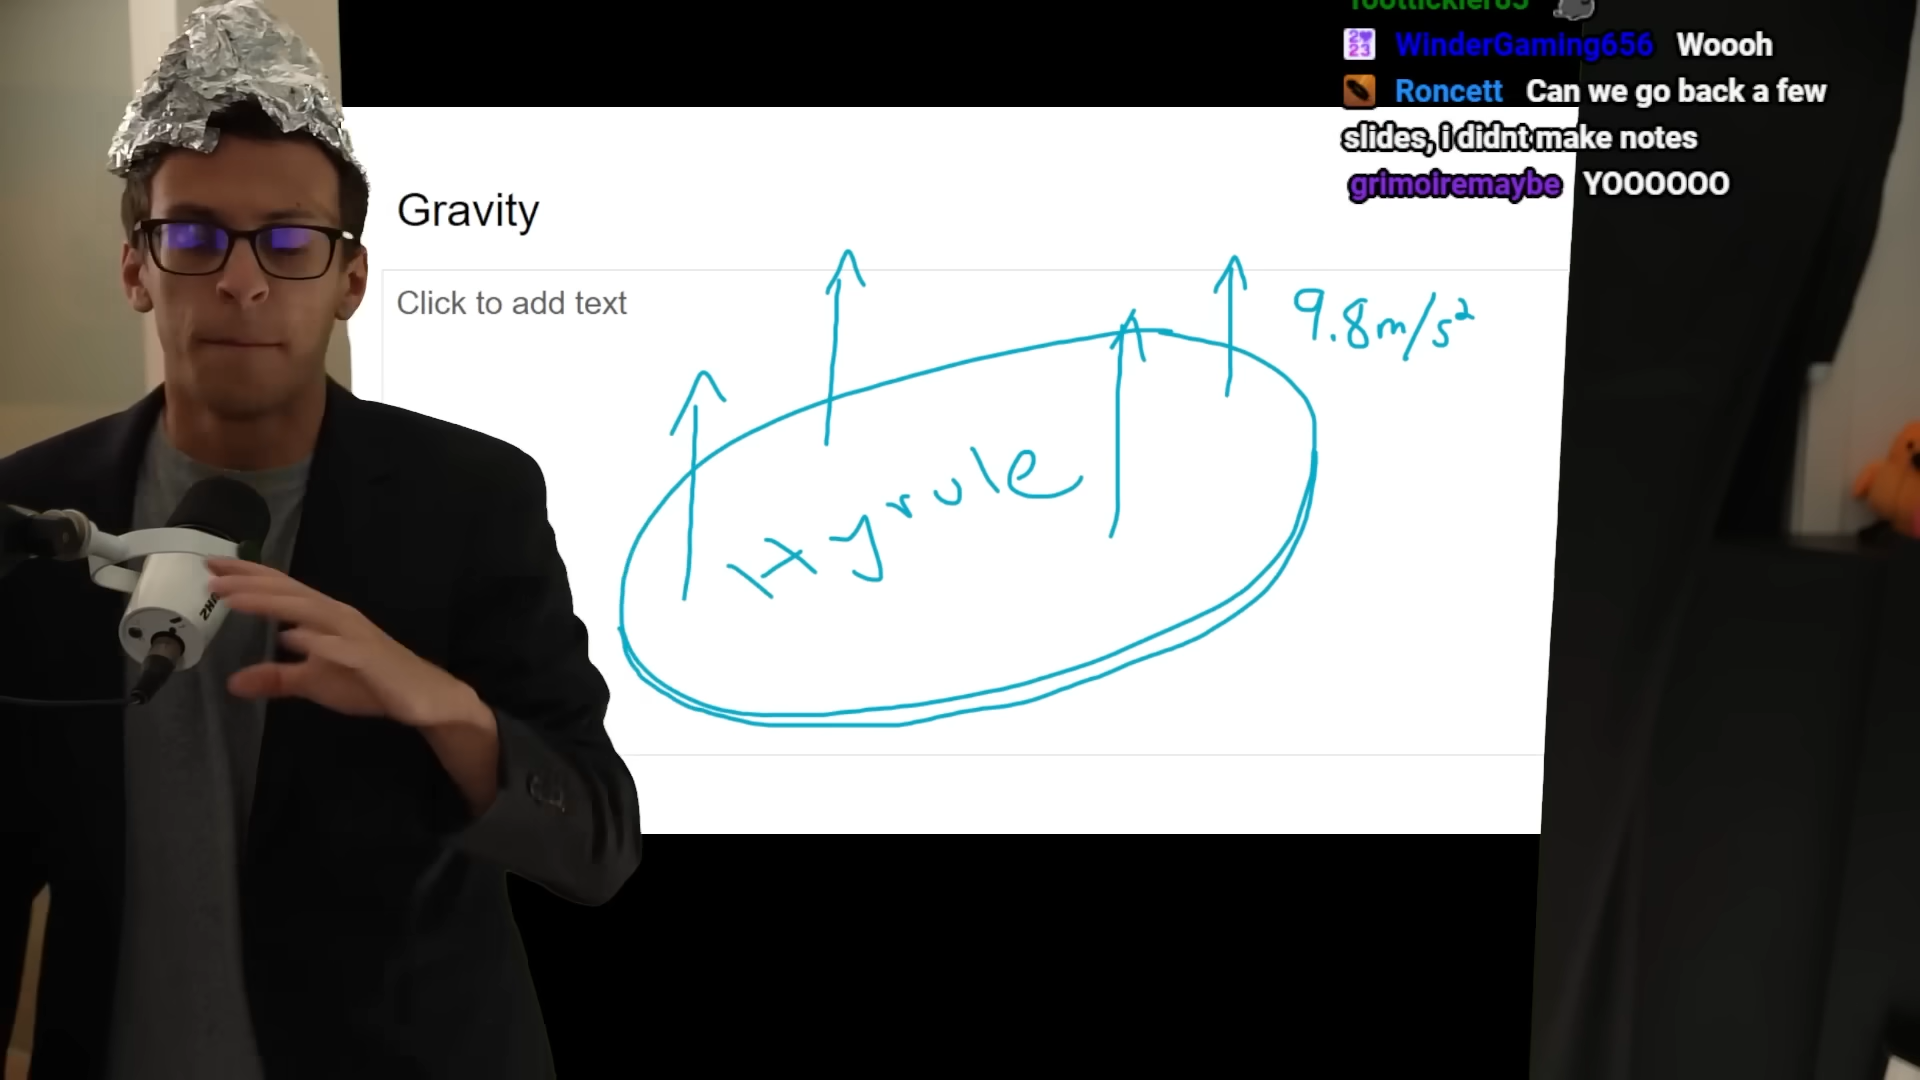 WinderGaming656 Woooh
Roncett Can we go back a few
slides, i didnt make notes
grimoiremaybe YOOOOOO
Gravity
Click to add text
9.8m/s²
Hyrule